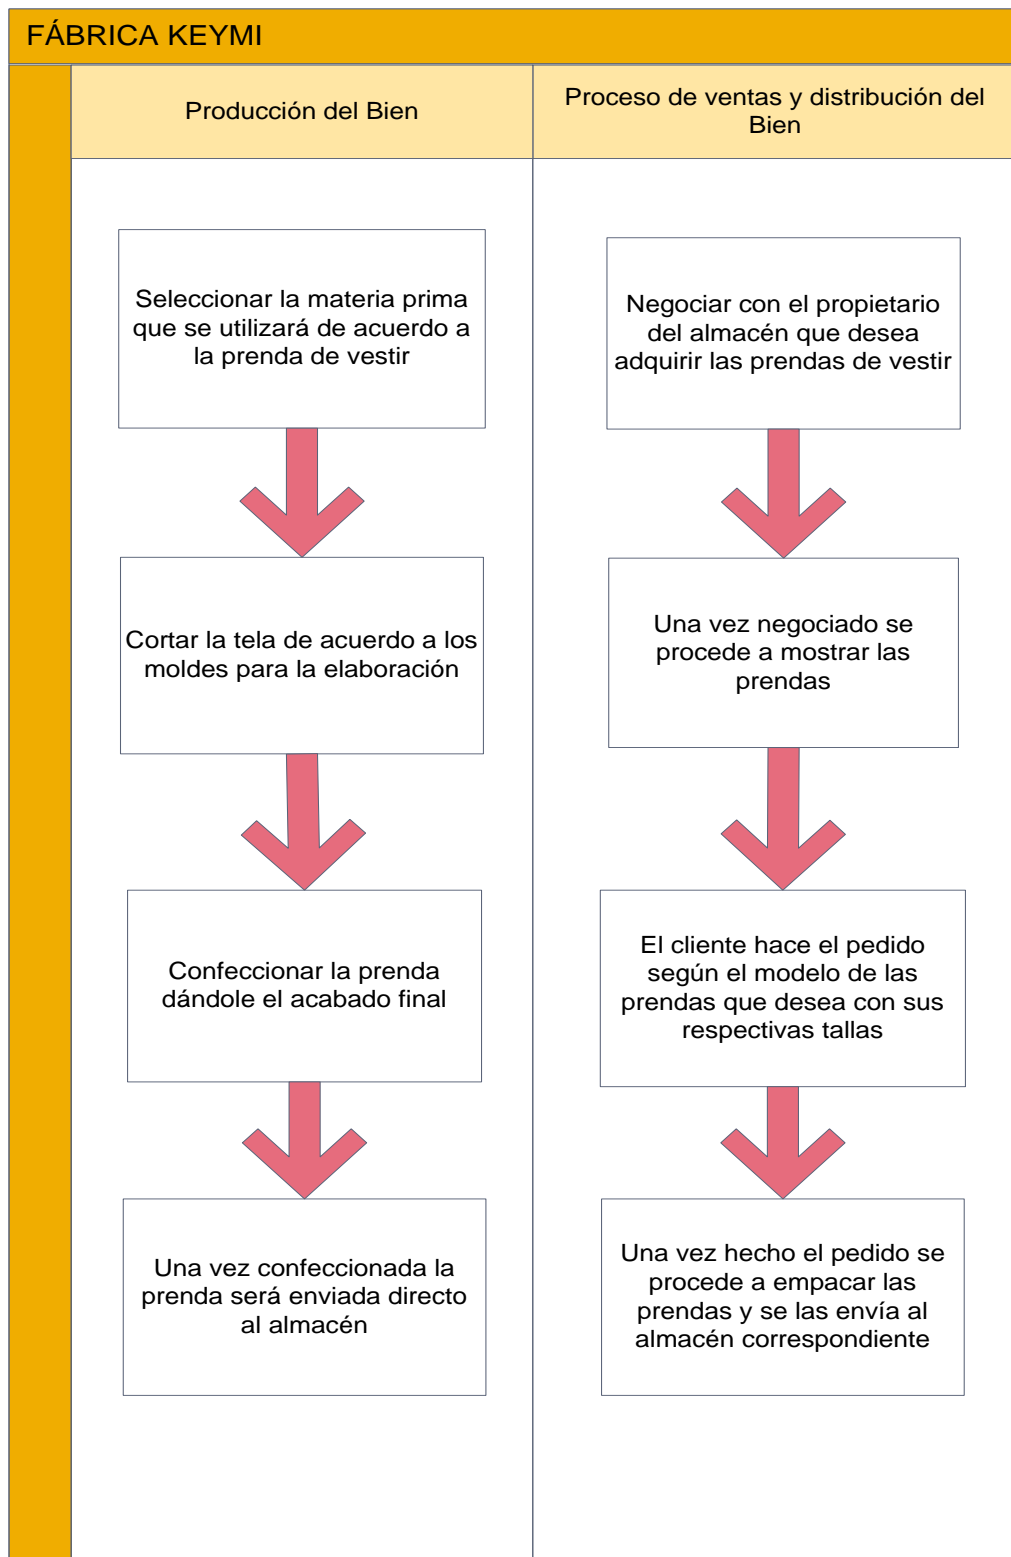 FÁBRICA KEYMI
Producción del Bien
Proceso de ventas y distribución del
Bien
Seleccionar la materia prima
que se utilizará de acuerdo a
la prenda de vestir
Cortar la tela de acuerdo a los
moldes para la elaboración
Confeccionar la prenda
dándole el acabado final
Una vez confeccionada la
prenda será enviada directo
al almacén
Negociar con el propietario
del almacén que desea
adquirir las prendas de vestir
Una vez negociado se
procede a mostrar las
prendas
El cliente hace el pedido
según el modelo de las
prendas que desea con sus
respectivas tallas
Una vez hecho el pedido se
procede a empacar las
prendas y se las envía al
almacén correspondiente